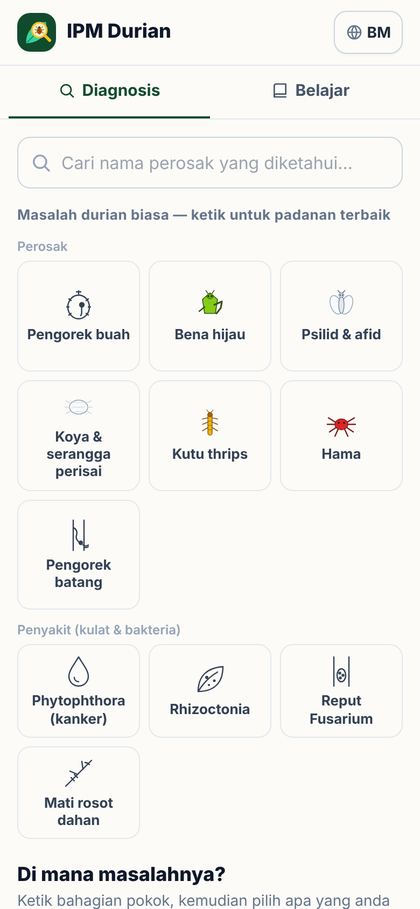 IPM Durian
BM
Diagnosis
Belajar
Cari nama perosak yang diketahui...
Masalah durian biasa — ketik untuk padanan terbaik
Perosak
Pengorek buah
Bena hijau
Psilid & afid
Koya &
serangga
perisai
Kutu thrips
Hama
Pengorek
batang
Penyakit (kulat & bakteria)
Phytophthora
(kanker)
Rhizoctonia
Reput
Fusarium
Mati rosot
dahan
Di mana masalahnya?
Ketik bahagian pokok, kemudian pilih apa yang anda